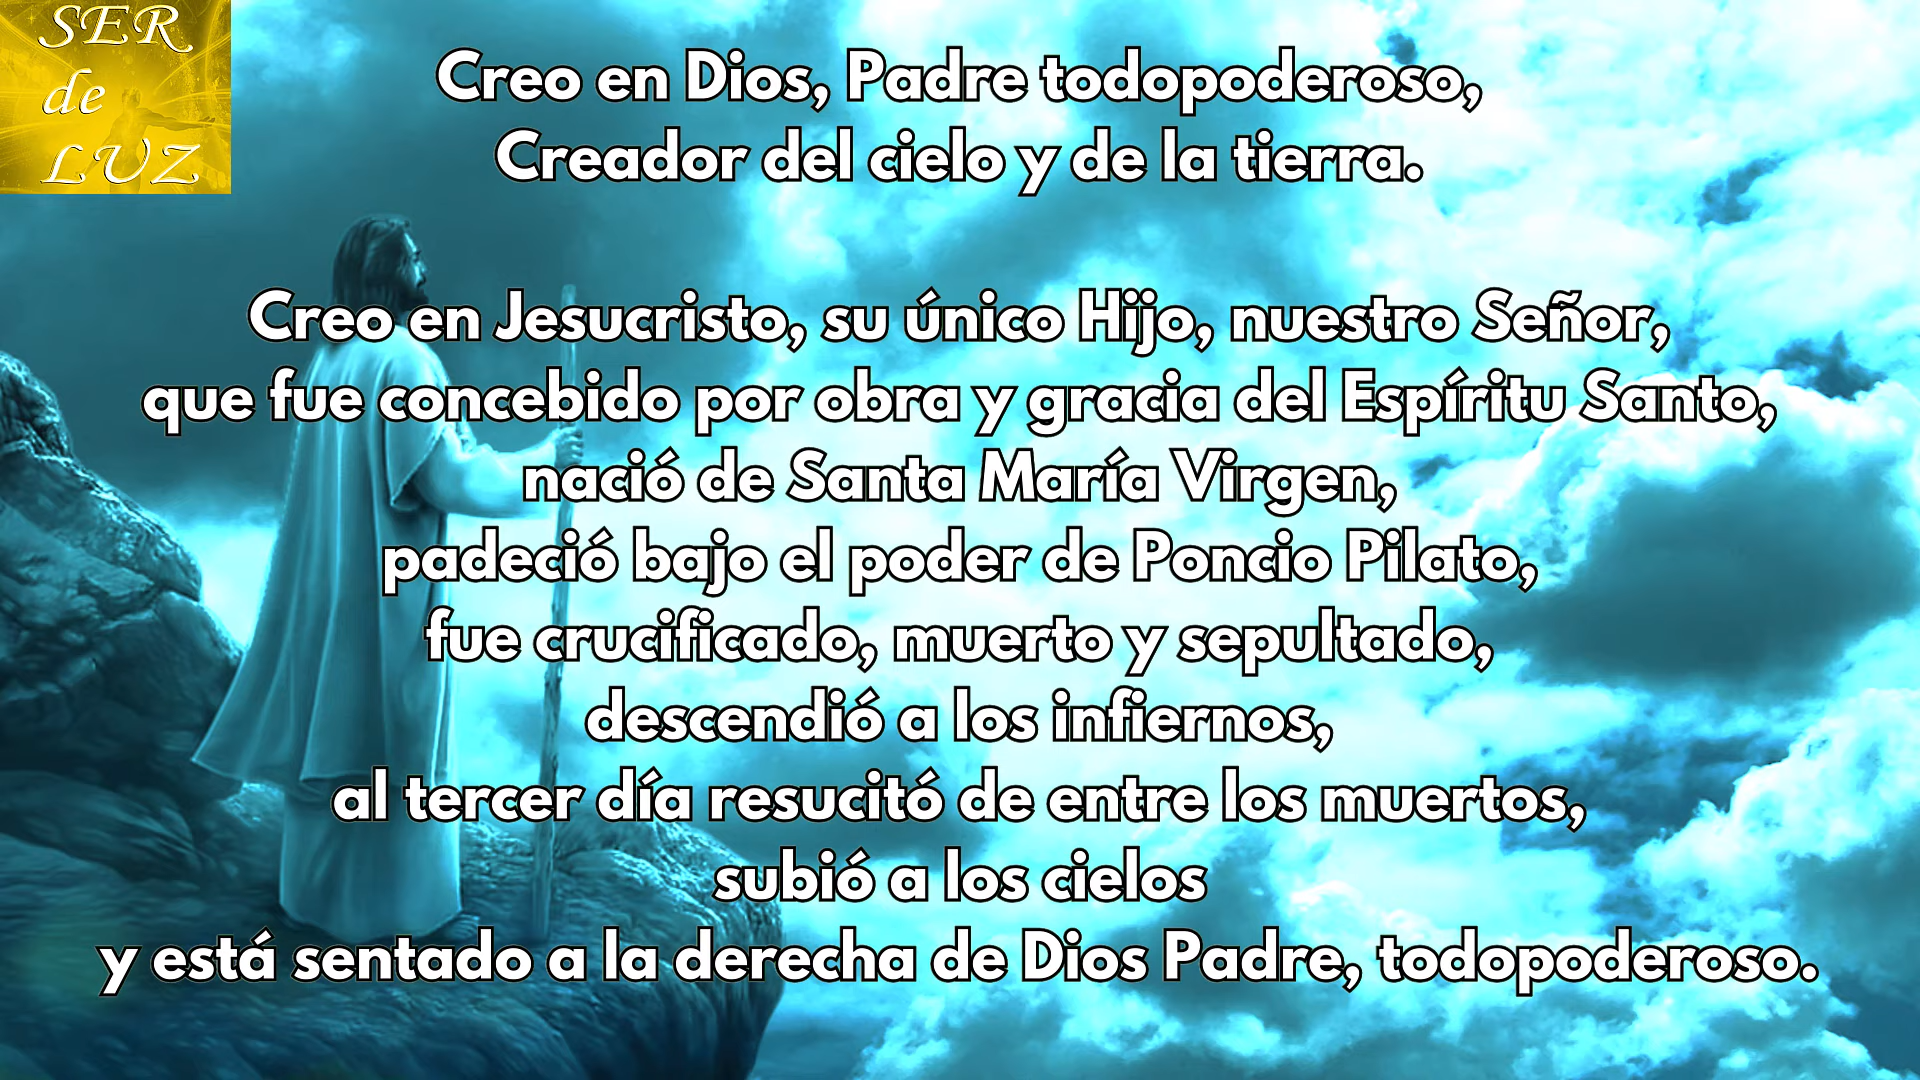 SER
de
LUZ
Creo en Dios, Padre todopoderoso,
Creador del cielo y de la tierra.
Creo en Jesucristo, su único Hijo, nuestro Señor,
que fue concebido por obra y gracia del Espíritu Santo,
nació de Santa María Virgen,
padeció bajo el poder de Poncio Pilato,
fue crucificado, muerto y sepultado,
descendió a los infiernos,
al tercer día resucitó de entre los muertos,
subió a los cielos
y está sentado a la derecha de Dios Padre, todopoderoso.